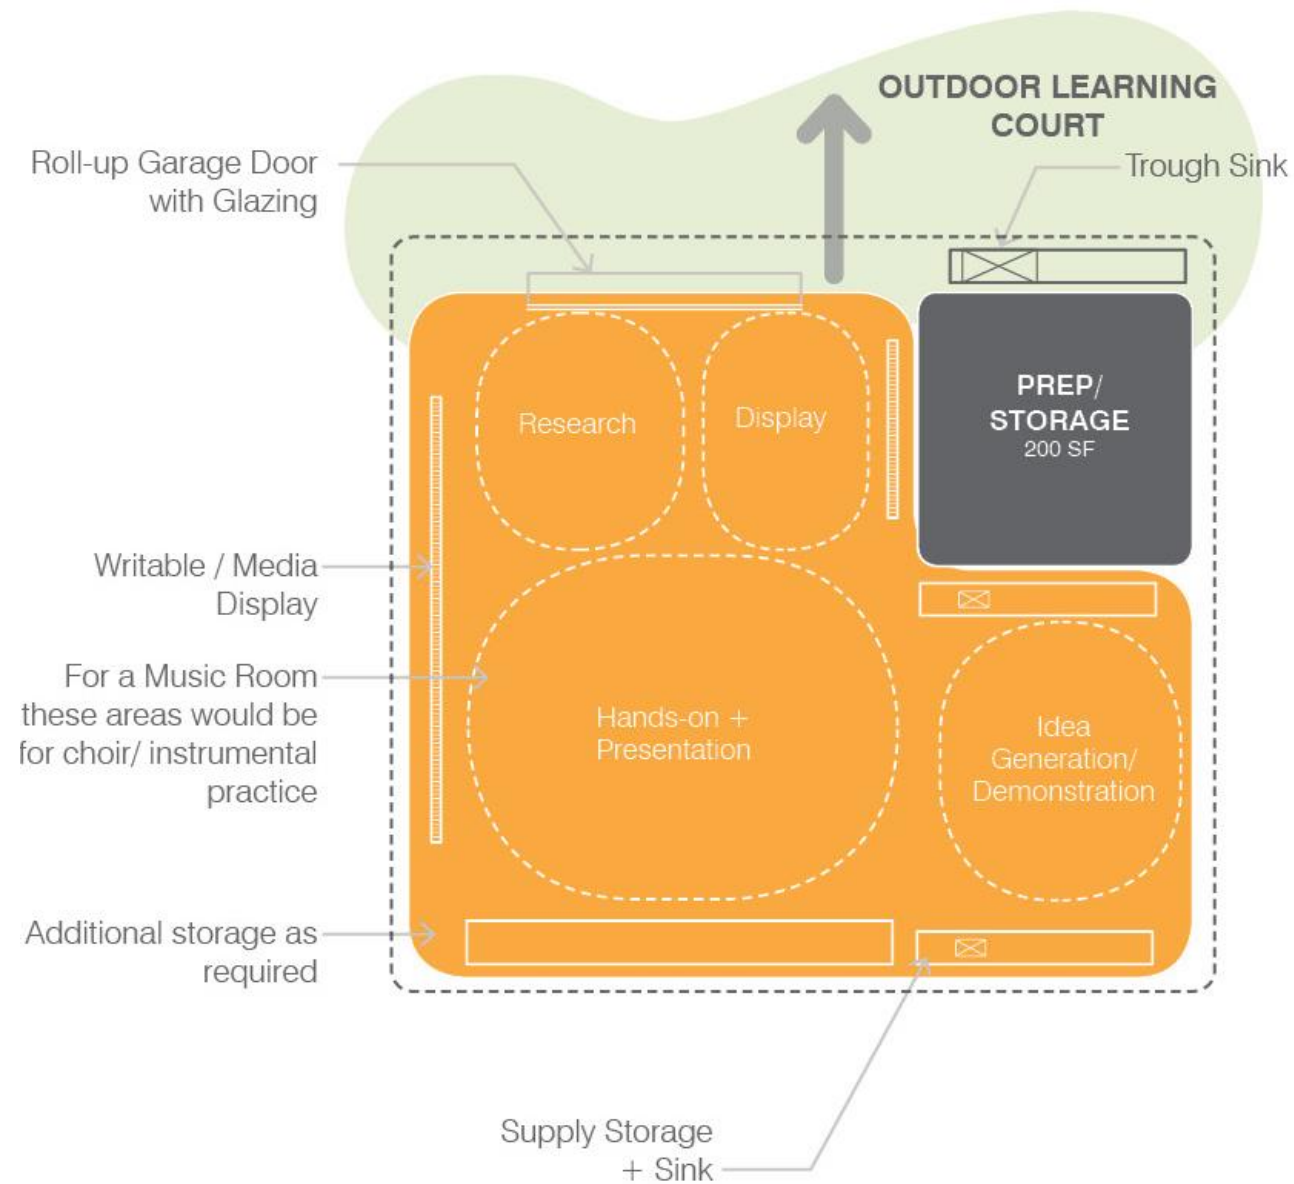 OUTDOOR LEARNING
COURT
Roll-up Garage Door
with Glazing
Trough Sink
PREP/
STORAGE
200 SF
Research
Display
Writable / Media
Display
For a Music Room
these areas would be
for choir/ instrumental
practice
Hands-on +
Presentation
Idea
Generation/
Demonstration
Additional storage as
required
Supply Storage
+ Sink